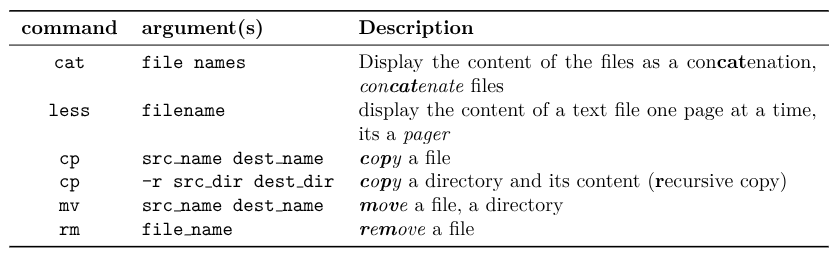 command argument(s) Description
cat file names Display the content of the files as a concatenation,
concatenate files
less filename display the content of a text file one page at a time,
its a pager
cp src_name dest_name copy a file
cp -r src_dir dest_dir copy a directory and its content (recursive copy)
mv src_name dest_name move a file, a directory
rm file_name remove a file